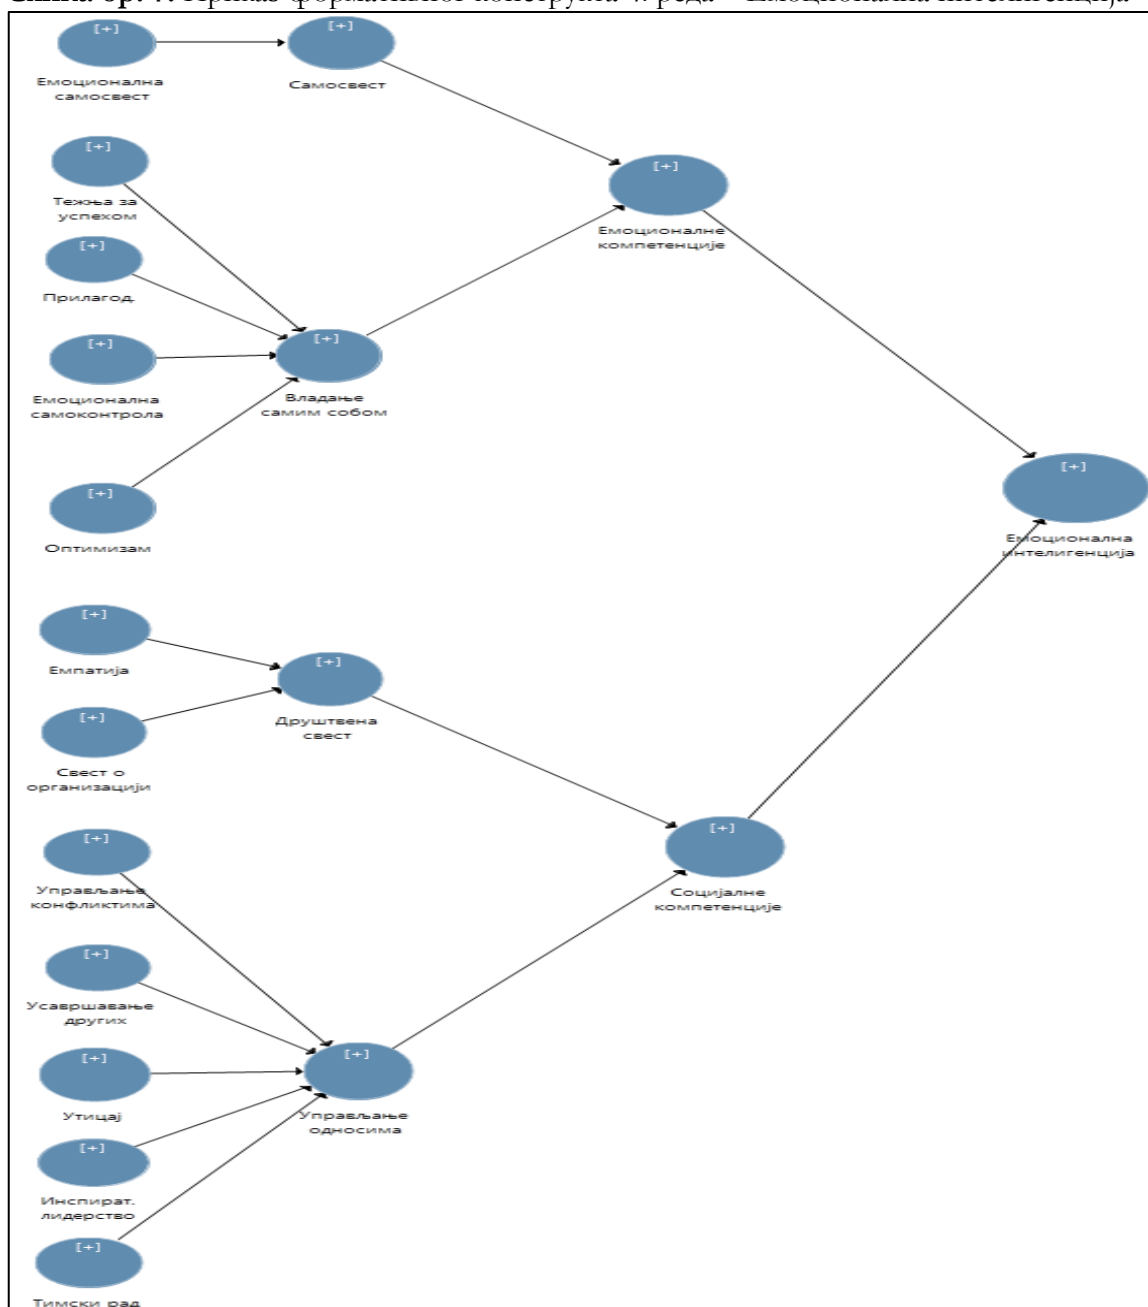 Слика бр. Приказ формативног конструкта реда – Емоционална интелигенција
[+]
Емоционална
самосвест
[+]
Самосвест
[+]
Тежња за
успехом
[+]
Емоционалне
компетенције
[+]
Прилагод.
[+]
Емоционална
самоконтрола
[+]
Владање
самим собом
[+]
Оптимизам
[+]
Емоционална
интелигенција
[+]
Емпатија
[+]
Друштвена
свест
[+]
Свест о
организацији
[+]
Управљање
конфликтима
[+]
Социјалне
компетенције
[+]
Усавршавање
других
[+]
Утицај
[+]
Управљање
односима
[+]
Инспират.
лидерство
[+]
Тимски рад